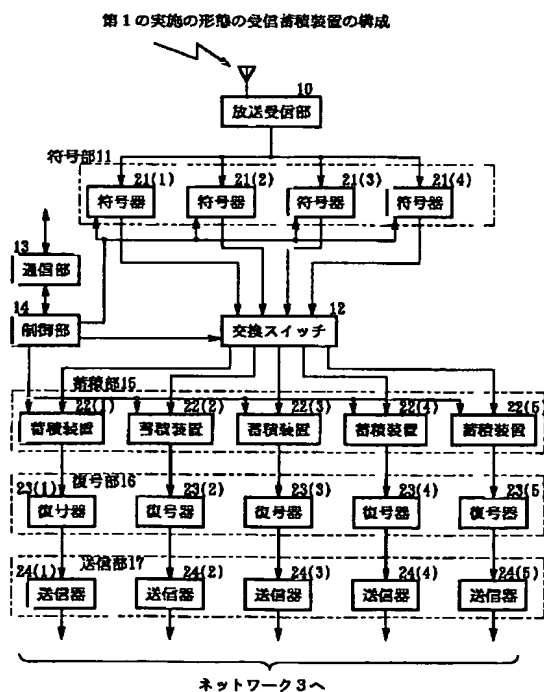 第1の実施の形態の受信蓄積装置の構成
10
放送受信部
符号部11
21(1) 21(2) 21(3) 21(4)
符号器 符号器 符号器 符号器
13
通信部
14 12
制御部 交換スイッチ
蓄積部15
22(1) 22(2) 22(3) 22(4) 22(5)
蓄積装置 蓄積装置 蓄積装置 蓄積装置 蓄積装置
復号部16
23(1) 23(2) 23(3) 23(4) 23(5)
復号器 復号器 復号器 復号器 復号器
送信部17
24(1) 24(2) 24(3) 24(4) 24(5)
送信器 送信器 送信器 送信器 送信器
ネットワーク3へ